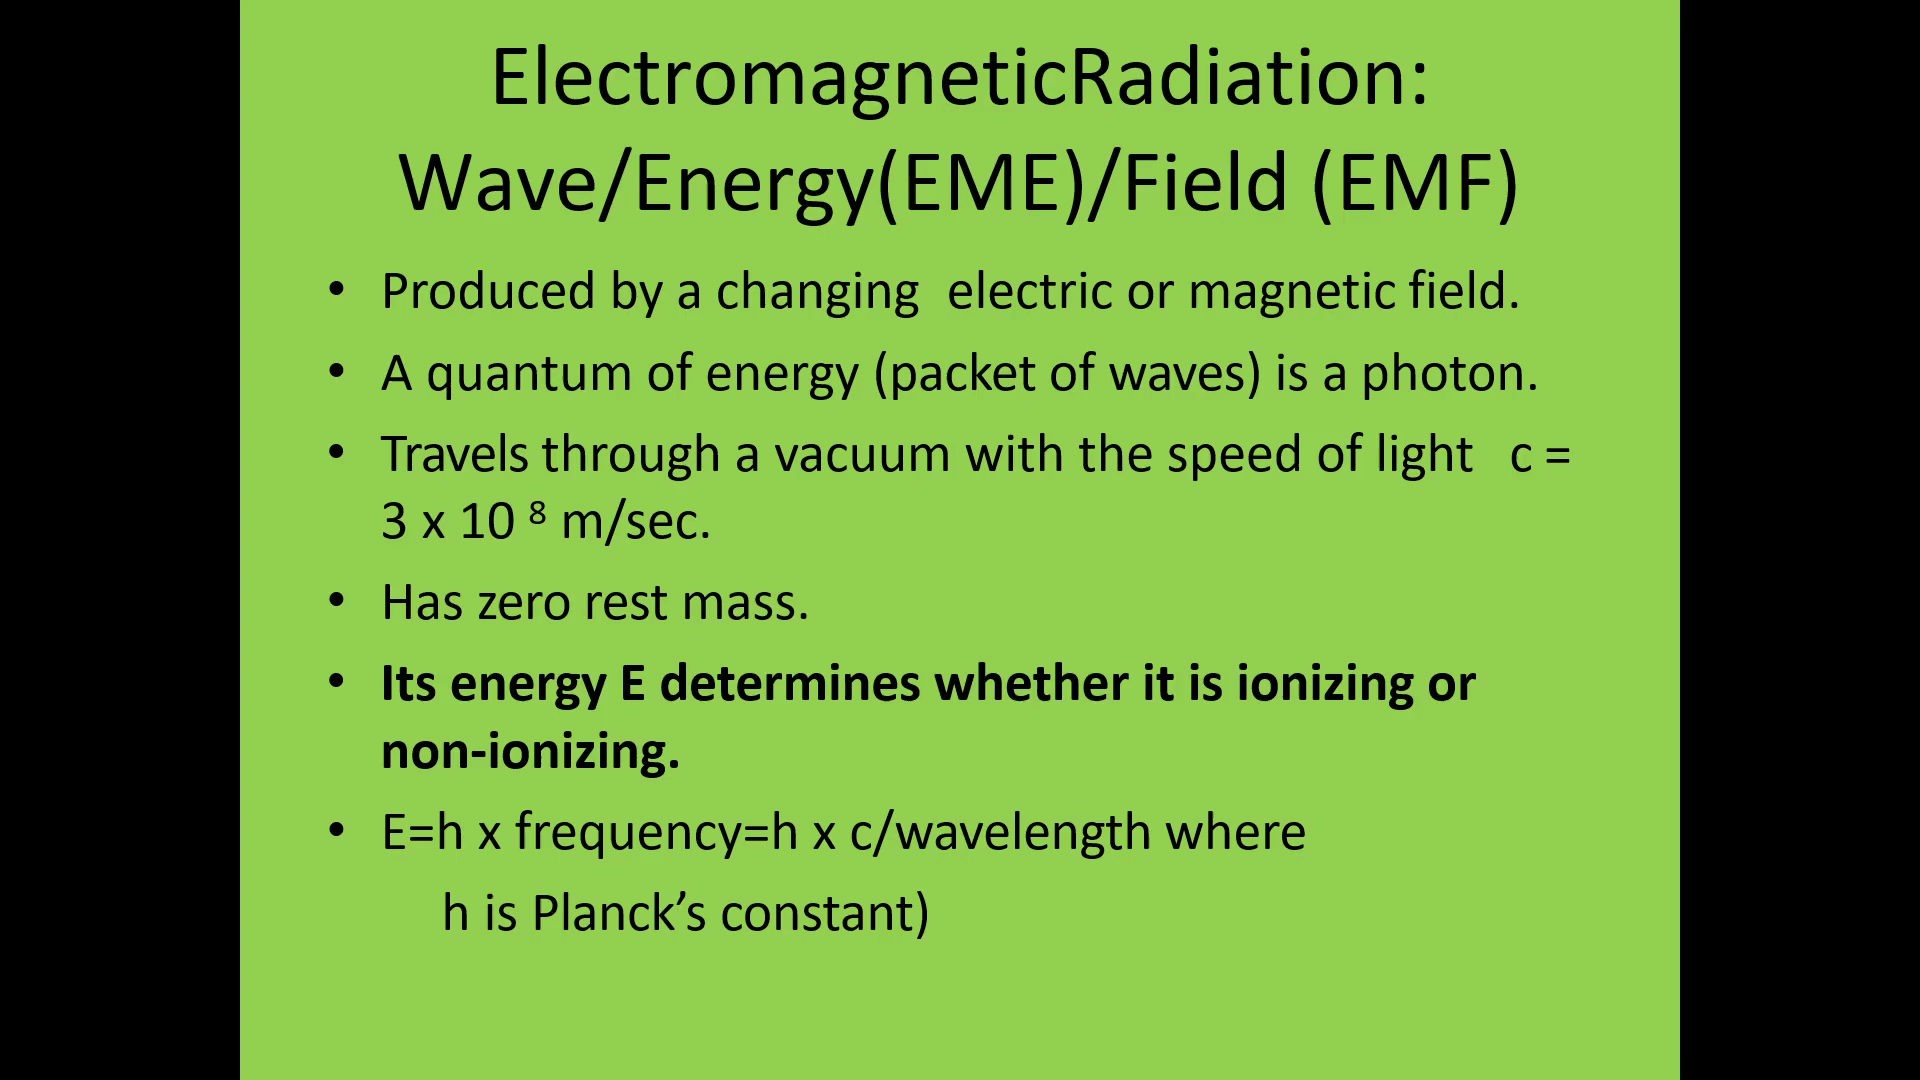 ElectromagneticRadiation:
Wave/Energy(EME)/Field (EMF)
• Produced by a changing  electric or magnetic field.
• A quantum of energy (packet of waves) is a photon.
• Travels through a vacuum with the speed of light  c =
3 x 10 ⁸ m/sec.
• Has zero rest mass.
• Its energy E determines whether it is ionizing or
non-ionizing.
• E=h x frequency=h x c/wavelength where
h is Planck’s constant)